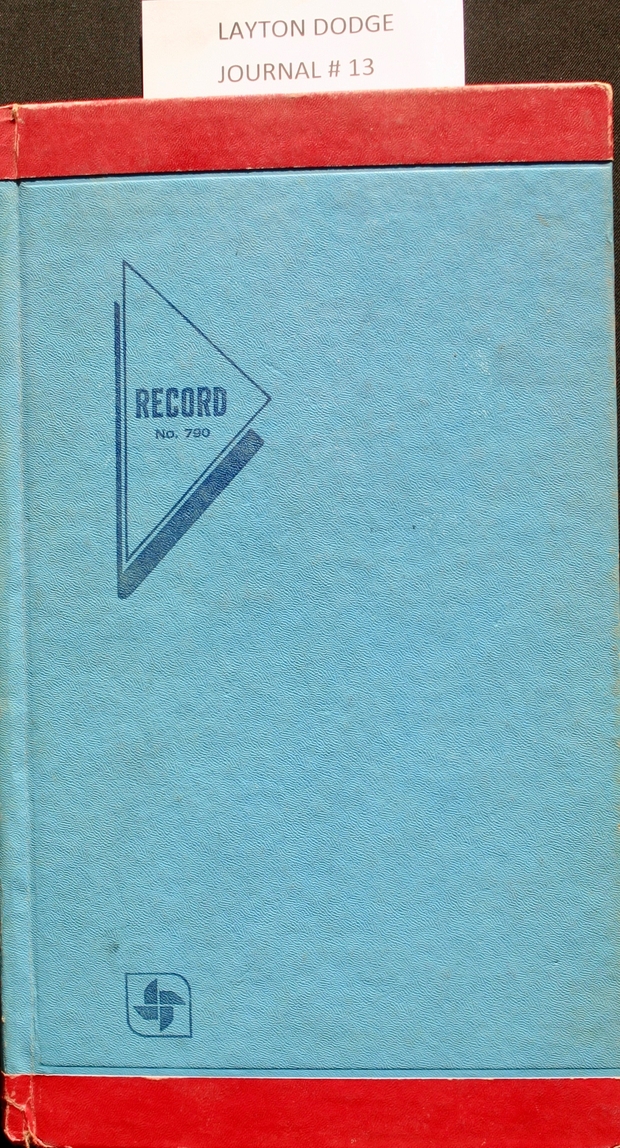 LAYTON DODGE
JOURNAL # 13
RECORD
No. 790